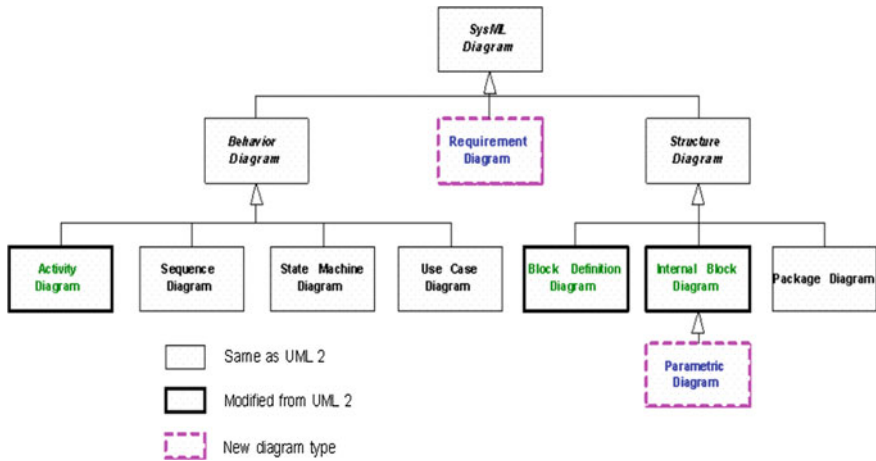 SysML
Diagram
Behavior
Diagram
Requirement
Diagram
Structure
Diagram
Activity
Diagram
Sequence
Diagram
State Machine
Diagram
Use Case
Diagram
Block Definition
Diagram
Internal Block
Diagram
Package Diagram
Parametric
Diagram
Same as UML 2
Modified from UML 2
New diagram type